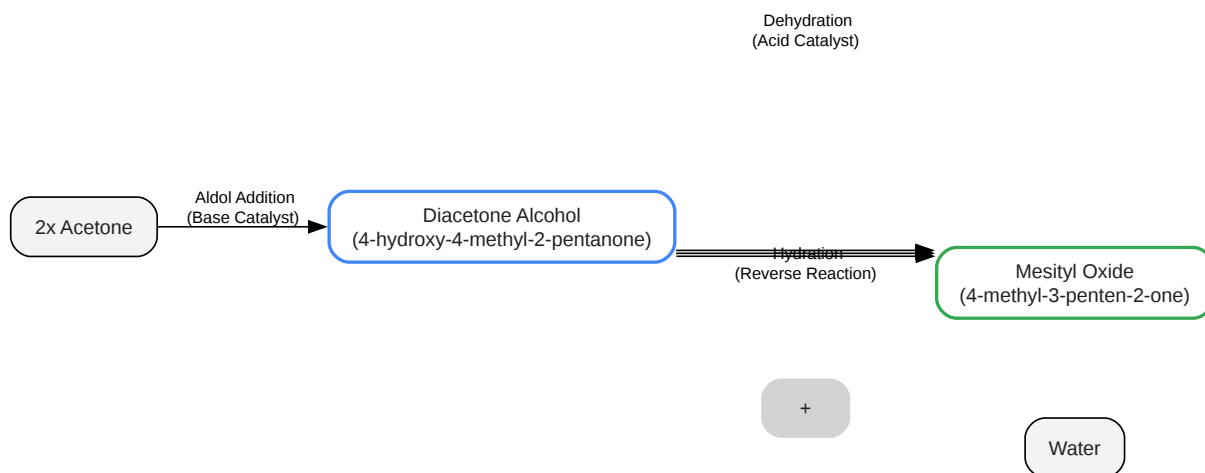 Dehydration
(Acid Catalyst)
2x Acetone
Aldol Addition
(Base Catalyst)
Diacetone Alcohol
(4-hydroxy-4-methyl-2-pentanone)
Hydration
(Reverse Reaction)
Mesityl Oxide
(4-methyl-3-penten-2-one)
+
Water